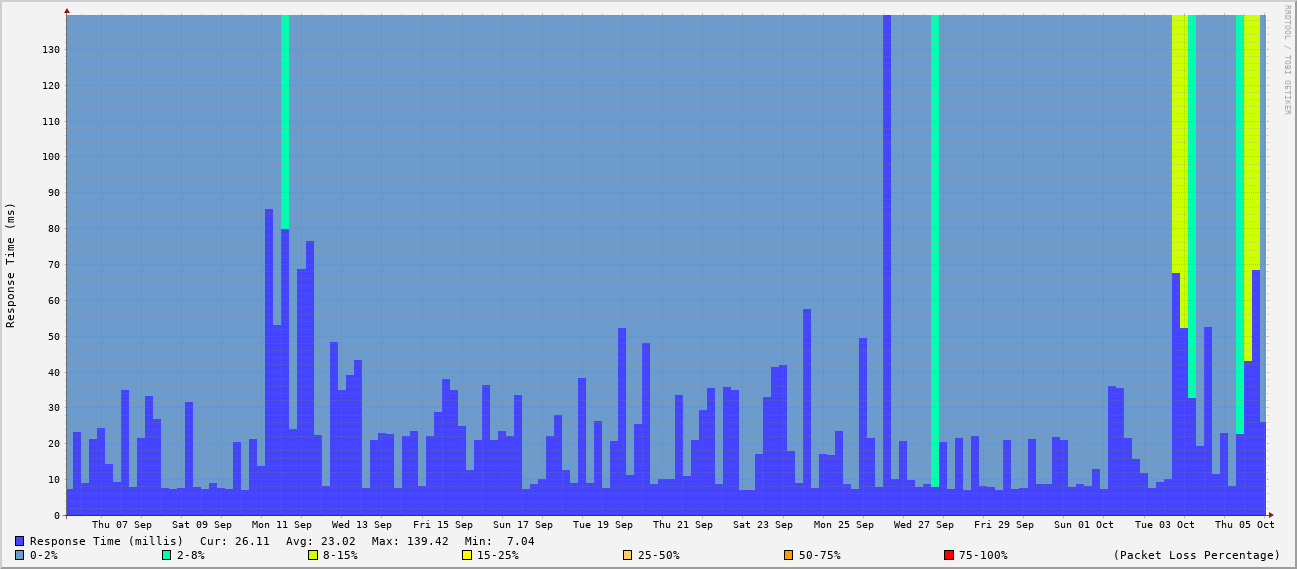 RRDTOOL / TOBI OETIKER
Response Time (ms)
130
120
110
100
90
80
70
60
50
40
30
20
10
0
Thu 07 Sep Sat 09 Sep Mon 11 Sep Wed 13 Sep Fri 15 Sep Sun 17 Sep Tue 19 Sep Thu 21 Sep Sat 23 Sep Mon 25 Sep Wed 27 Sep Fri 29 Sep Sun 01 Oct Tue 03 Oct Thu 05 Oct
Response Time (millis) Cur: 26.11 Avg: 23.02 Max: 139.42 Min: 7.04
0-2% 2-8% 8-15% 15-25% 25-50% 50-75% 75-100% (Packet Loss Percentage)